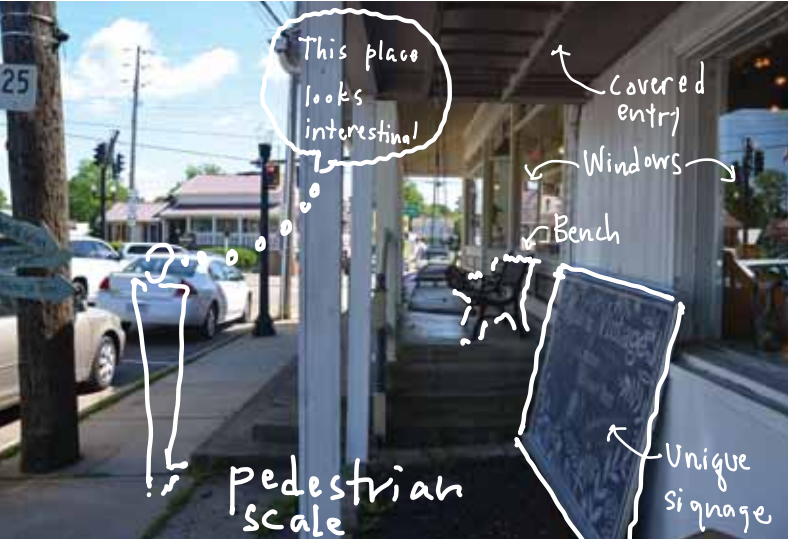 25
This place
looks
interesting!
Covered
entry
Windows
Bench
Unique
signage
pedestrian
scale